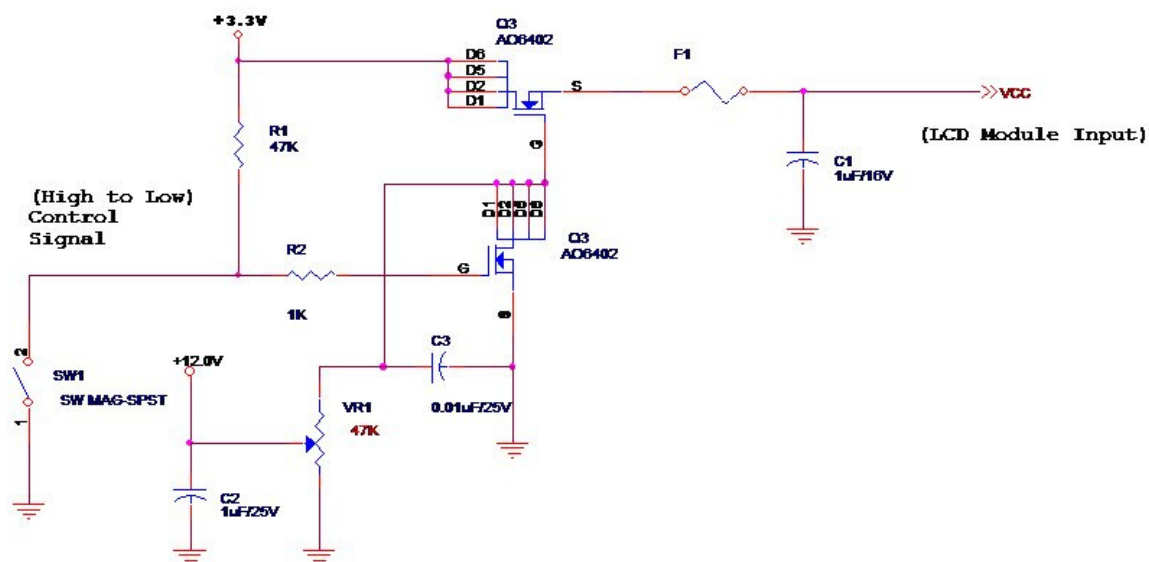 +3.3V
Q3
AO6402
D6
D5
D2
D1
S
G
F1
VCC
(LCD Module Input)
C1
1uF/16V
R1
47K
(High to Low)
Control
Signal
R2
1K
G
D1
D2
Q3
AO6402
C3
0.01uF/25V
2
SW1
SW MAG-SPST
1
+12.0V
VR1
47K
C2
1uF/25V